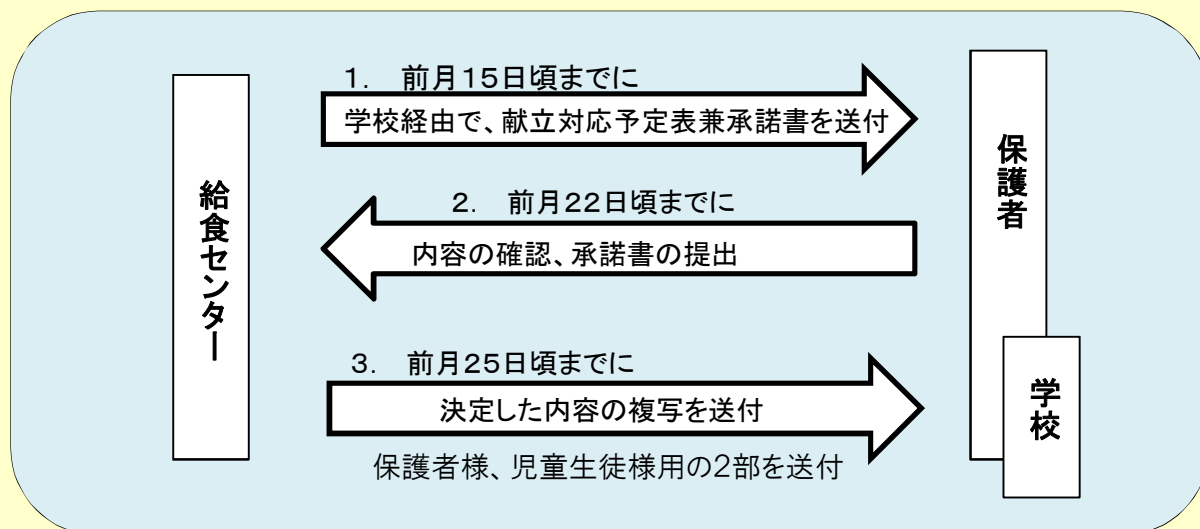 給食センター
1.　前月15日頃までに
学校経由で、献立対応予定表兼承諾書を送付
2.　前月22日頃までに
内容の確認、承諾書の提出
3.　前月25日頃までに
決定した内容の複写を送付
保護者様、児童生徒様用の2部を送付
保護者
学校